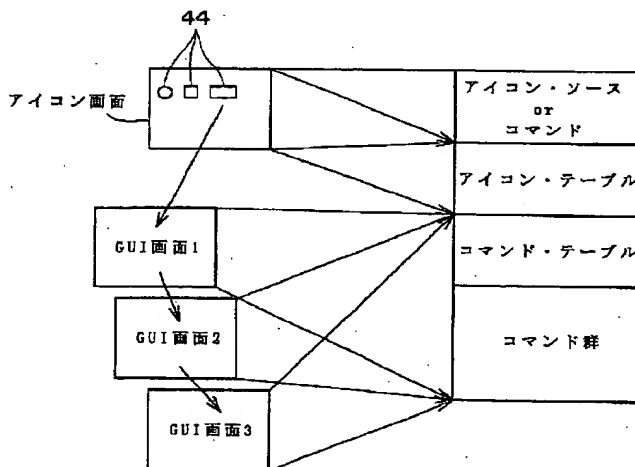 44
アイコン画面
アイコン・ソース
or
コマンド
アイコン・テーブル
コマンド・テーブル
コマンド群
GUI画面1
GUI画面2
GUI画面3